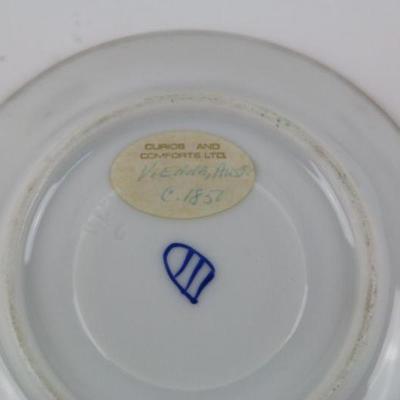 CURIOS AND
COMFORTS LTD.
Vienna, Aust.
C. 1850